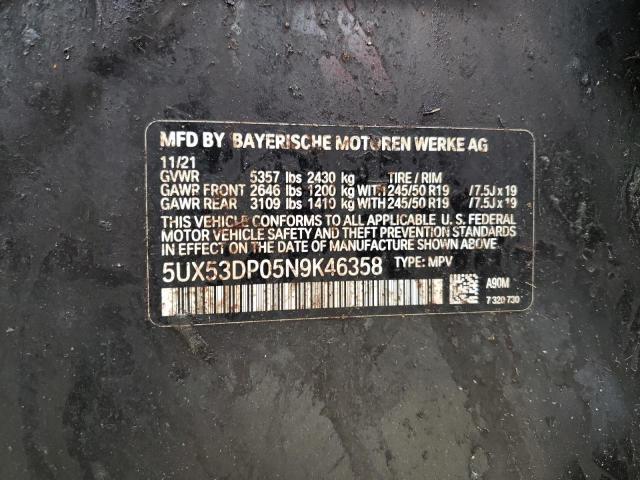 MFD BY BAYERISCHE MOTOREN WERKE AG
11/21
GVWR 5357 lbs 2430 kg TIRE / RIM
GAWR FRONT 2646 lbs 1200 kg WITH 245/50 R19 / 7.5J x 19
GAWR REAR 3109 lbs 1410 kg WITH 245/50 R19 / 7.5J x 19
THIS VEHICLE CONFORMS TO ALL APPLICABLE U. S. FEDERAL
MOTOR VEHICLE SAFETY AND THEFT PREVENTION STANDARDS
IN EFFECT ON THE DATE OF MANUFACTURE SHOWN ABOVE.
5UX53DP05N9K46358 TYPE: MPV
A90M
7 320 730